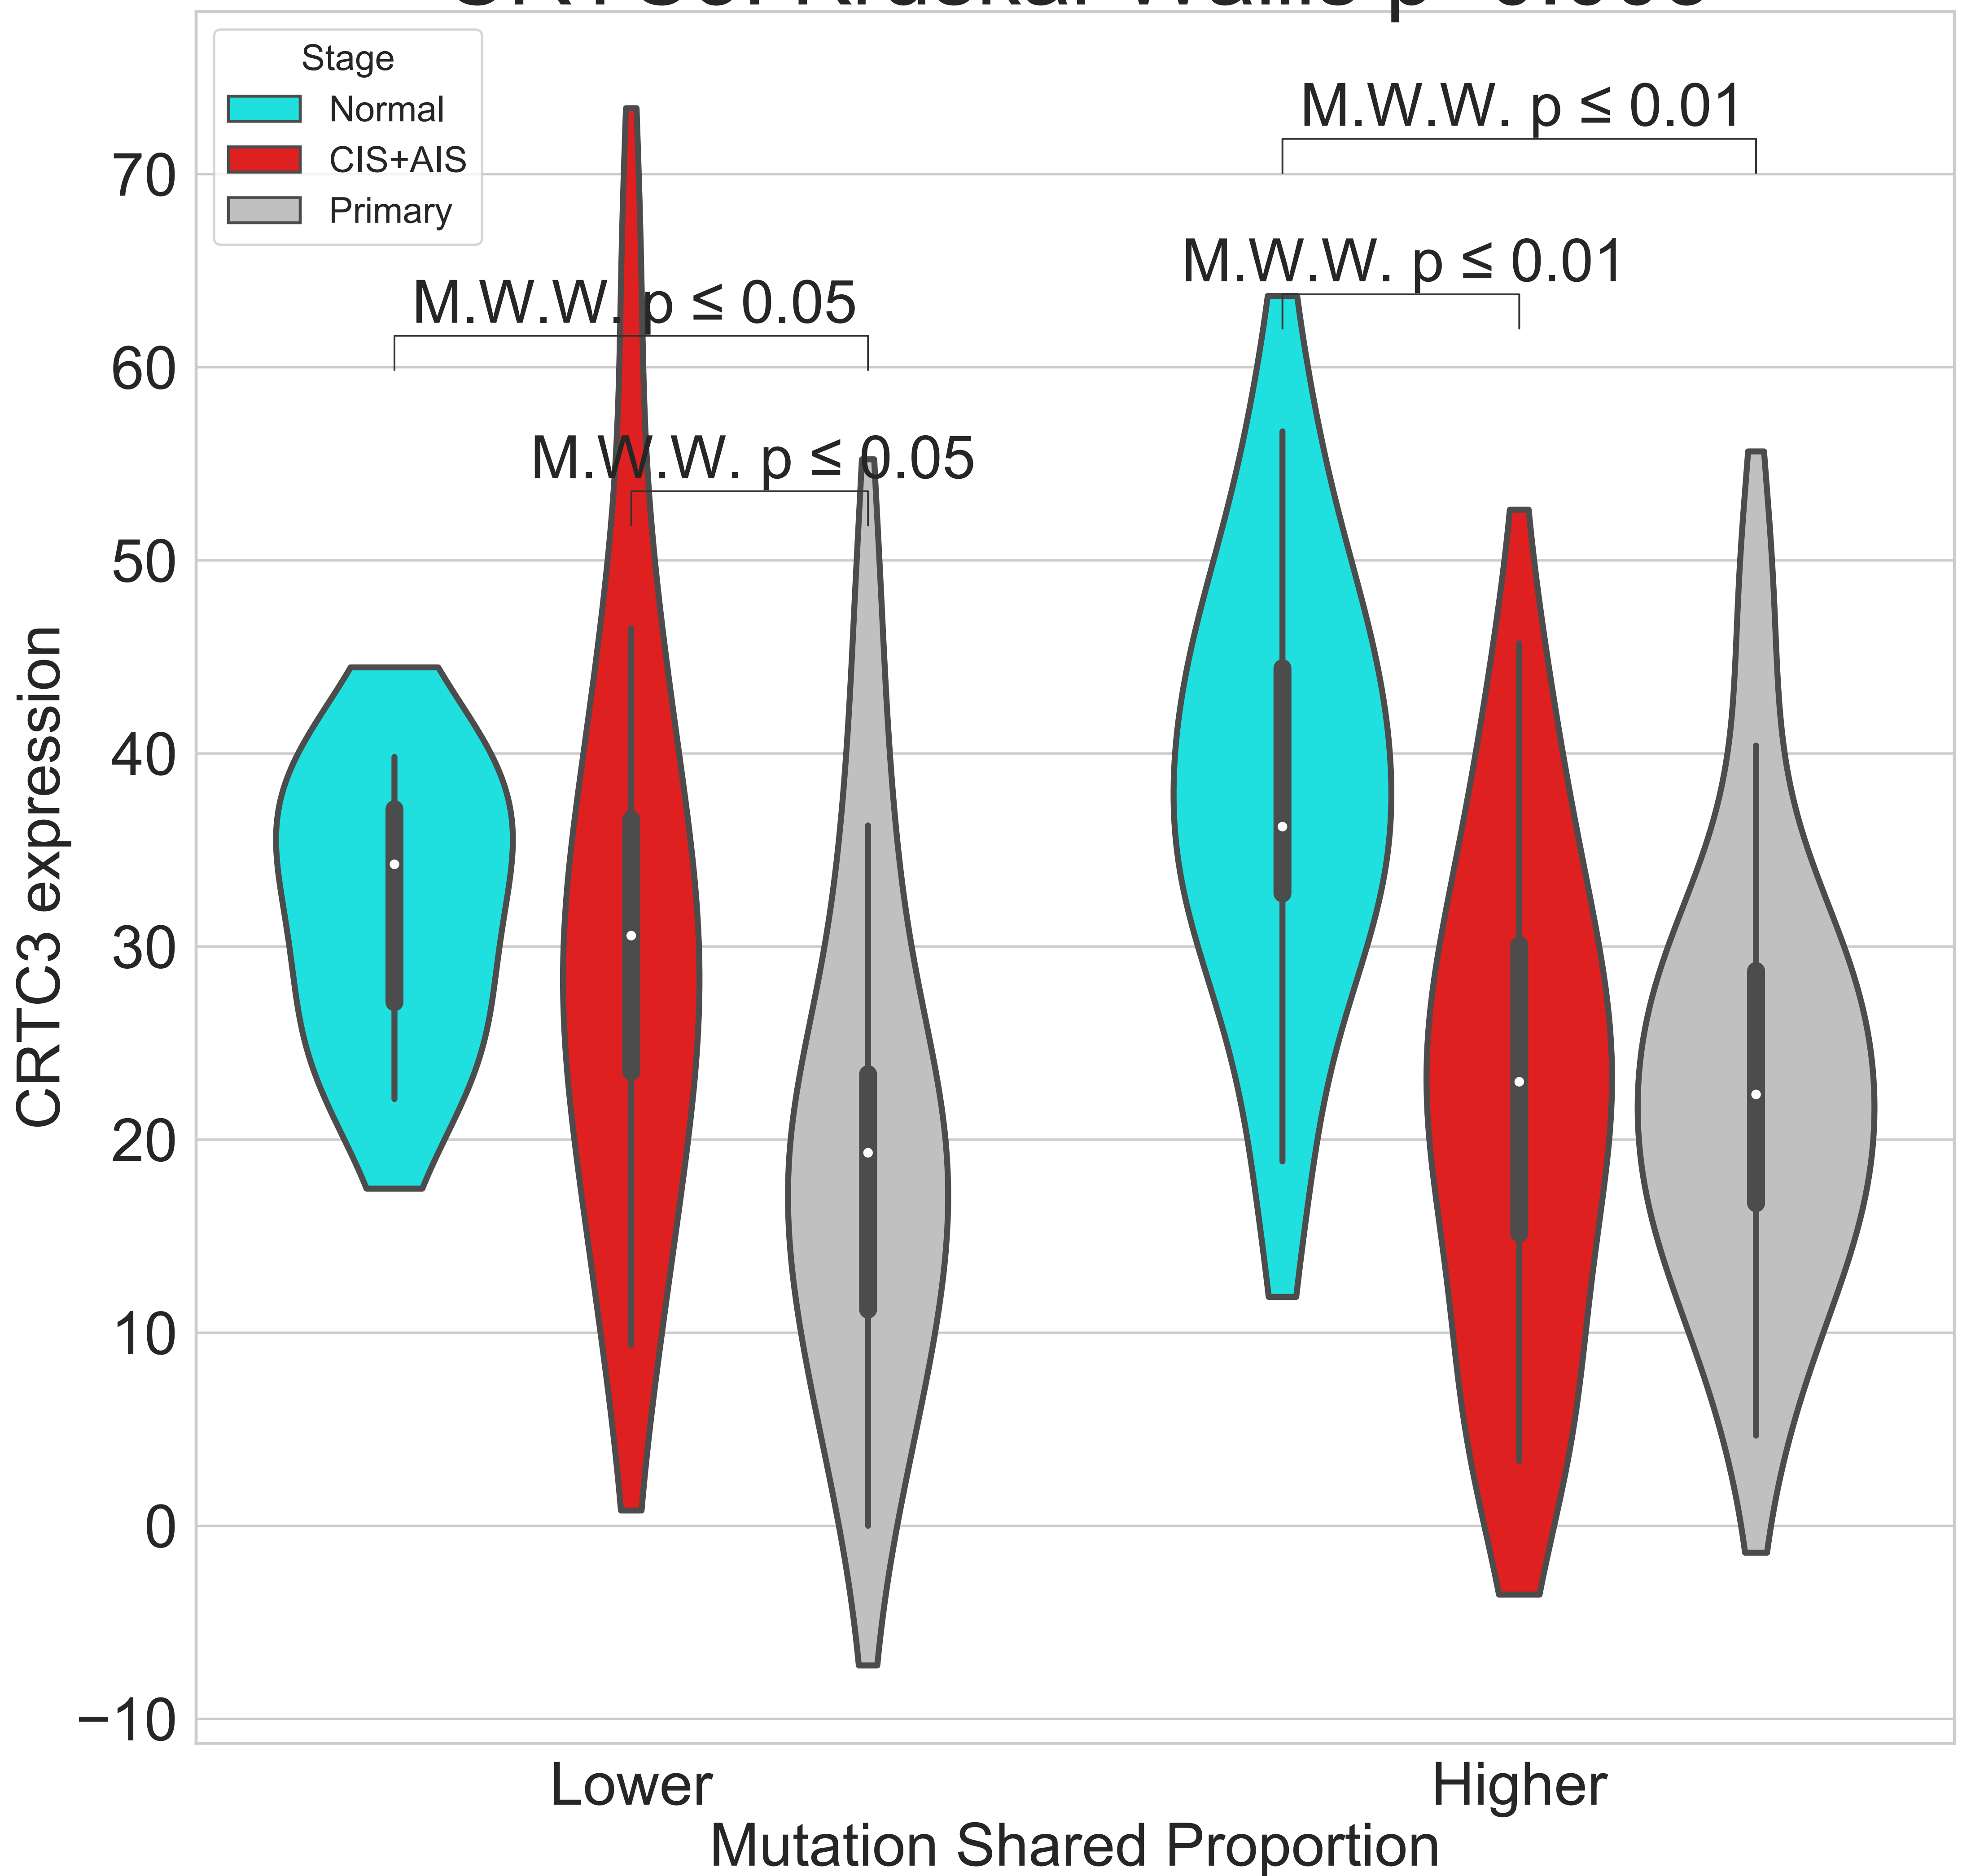 Stage
Normal
CIS+AIS
Primary
M.W.W. p ≤ 0.01
M.W.W. p ≤ 0.01
M.W.W. p ≤ 0.05
M.W.W. p ≤ 0.05
70
60
50
40
30
20
10
0
−10
CRTC3 expression
Lower
Higher
Mutation Shared Proportion